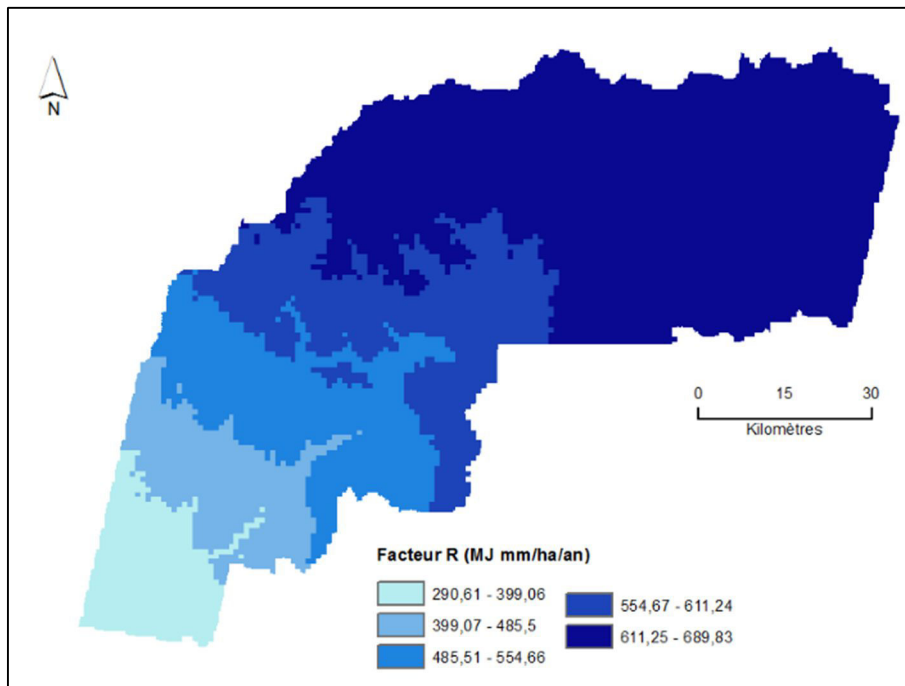 N
0 15 30
Kilomètres
Facteur R (MJ mm/ha/an)
290,61 - 399,06
399,07 - 485,5
485,51 - 554,66
554,67 - 611,24
611,25 - 689,83